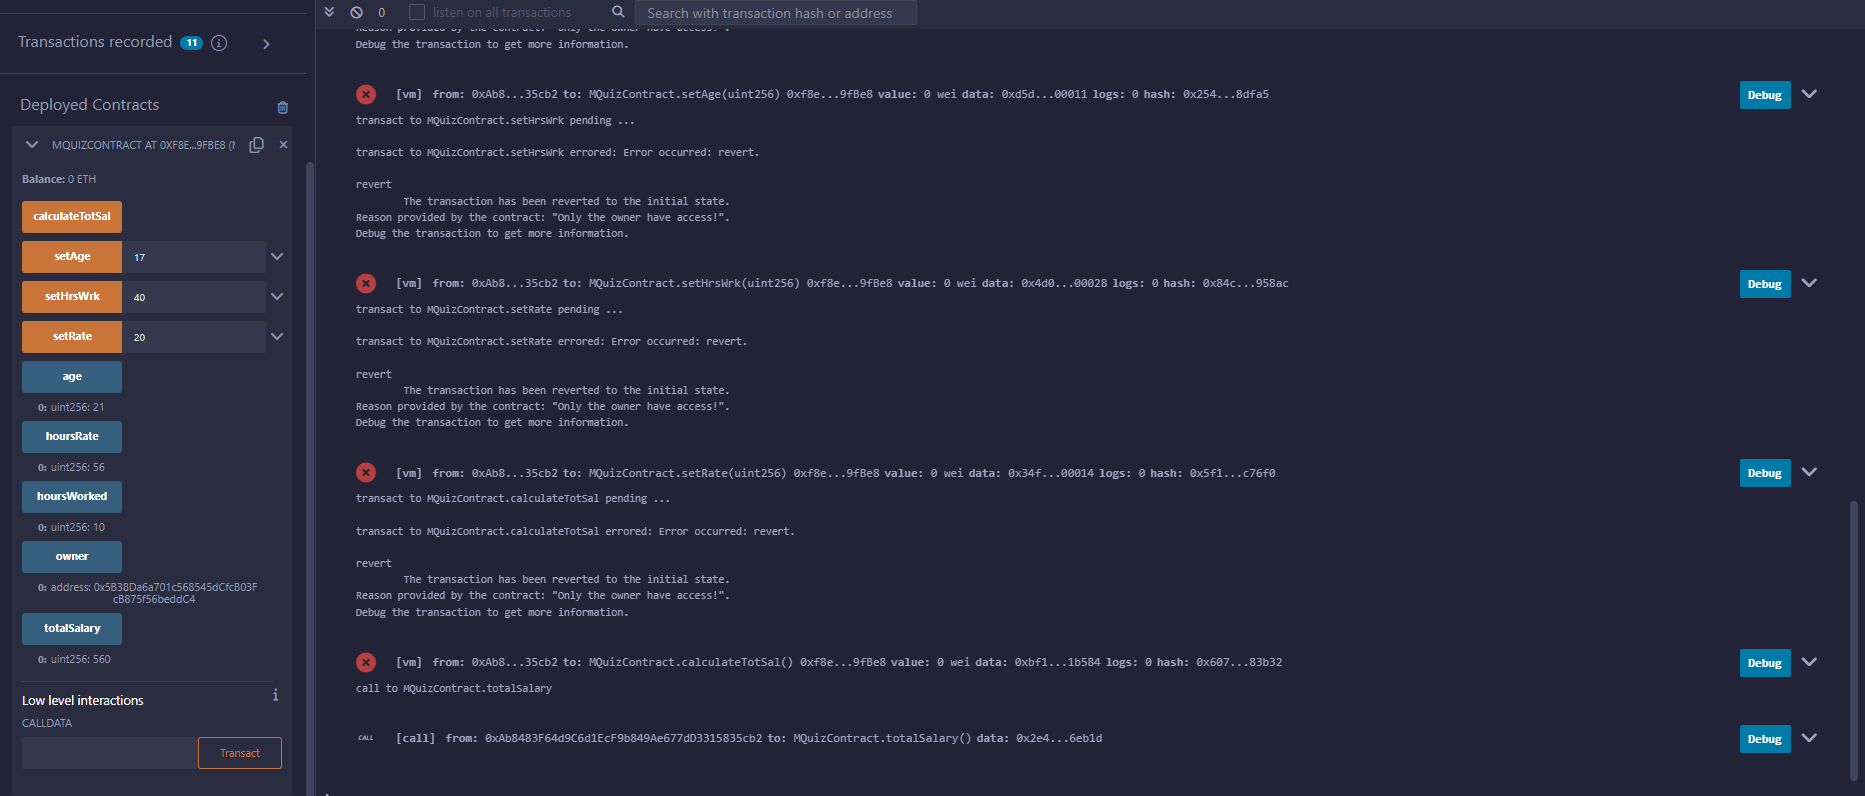 0 listen on all transactions Search with transaction hash or address
Transactions recorded 11
Deployed Contracts
MQUIZCONTRACT AT 0XF8E...9FBE8 (M
Balance: 0 ETH
calculateTotSal
setAge 17
setHrsWrk 40
setRate 20
age
0: uint256: 21
hoursRate
0: uint256: 56
hoursWorked
0: uint256: 10
owner
0: address: 0x5B38Da6a701c568545dCfcB03F
cB875f56beddC4
totalSalary
0: uint256: 560
Low level interactions
CALLDATA
Transact
Reason provided by the contract: "Only the owner have access!".
Debug the transaction to get more information.
[vm] from: 0xAb8...35cb2 to: MQuizContract.setAge(uint256) 0xf8e...9fBe8 value: 0 wei data: 0xd5d...00011 logs: 0 hash: 0x254...8dfa5 Debug
transact to MQuizContract.setHrsWrk pending ...
transact to MQuizContract.setHrsWrk errored: Error occurred: revert.
revert
The transaction has been reverted to the initial state.
Reason provided by the contract: "Only the owner have access!".
Debug the transaction to get more information.
[vm] from: 0xAb8...35cb2 to: MQuizContract.setHrsWrk(uint256) 0xf8e...9fBe8 value: 0 wei data: 0x4d0...00028 logs: 0 hash: 0x84c...958ac Debug
transact to MQuizContract.setRate pending ...
transact to MQuizContract.setRate errored: Error occurred: revert.
revert
The transaction has been reverted to the initial state.
Reason provided by the contract: "Only the owner have access!".
Debug the transaction to get more information.
[vm] from: 0xAb8...35cb2 to: MQuizContract.setRate(uint256) 0xf8e...9fBe8 value: 0 wei data: 0x34f...00014 logs: 0 hash: 0x5f1...c76f0 Debug
transact to MQuizContract.calculateTotSal pending ...
transact to MQuizContract.calculateTotSal errored: Error occurred: revert.
revert
The transaction has been reverted to the initial state.
Reason provided by the contract: "Only the owner have access!".
Debug the transaction to get more information.
[vm] from: 0xAb8...35cb2 to: MQuizContract.calculateTotSal() 0xf8e...9fBe8 value: 0 wei data: 0xbf1...1b584 logs: 0 hash: 0x607...83b32 Debug
call to MQuizContract.totalSalary
CALL [call] from: 0xAb8483F64d9C6d1EcF9b849Ae677dD3315835cb2 to: MQuizContract.totalSalary() data: 0x2e4...6eb1d Debug